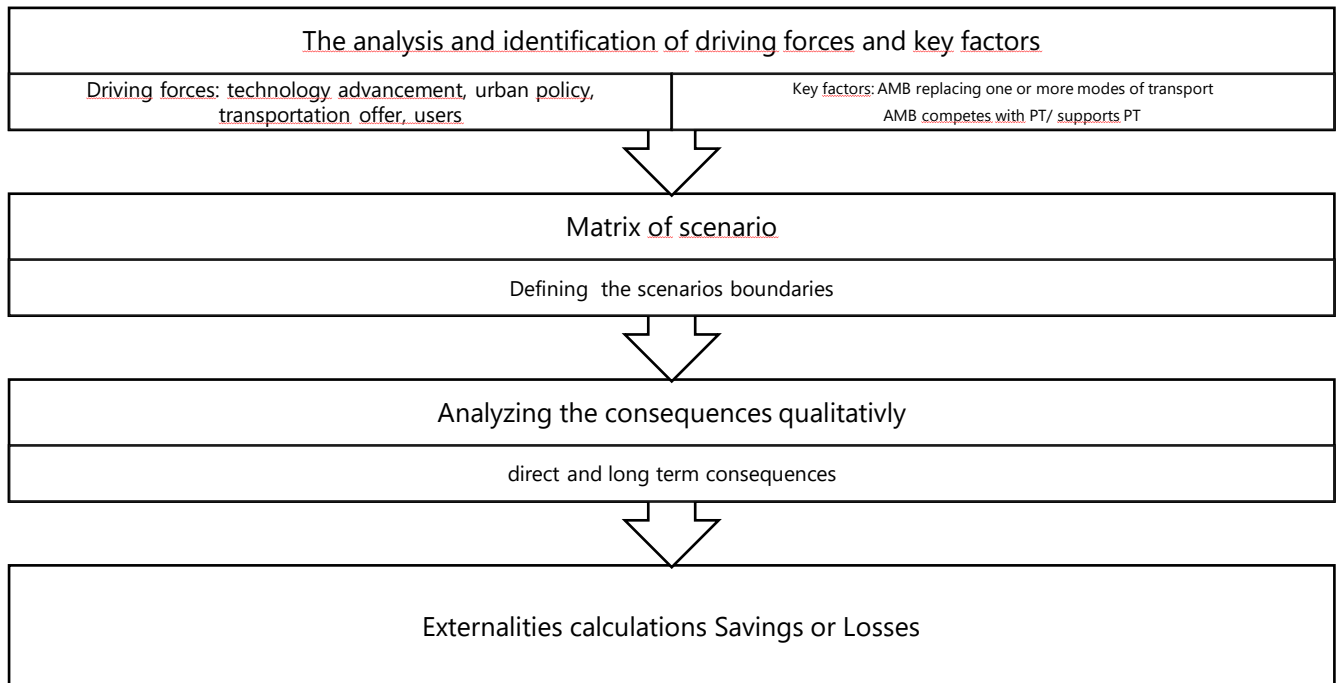 The analysis and identification of driving forces and key factors
Driving forces: technology advancement, urban policy,
transportation offer, users
Key factors: AMB replacing one or more modes of transport
AMB competes with PT/ supports PT
Matrix of scenario
Defining  the scenarios boundaries
Analyzing the consequences qualitativly
direct and long term consequences
Externalities calculations Savings or Losses